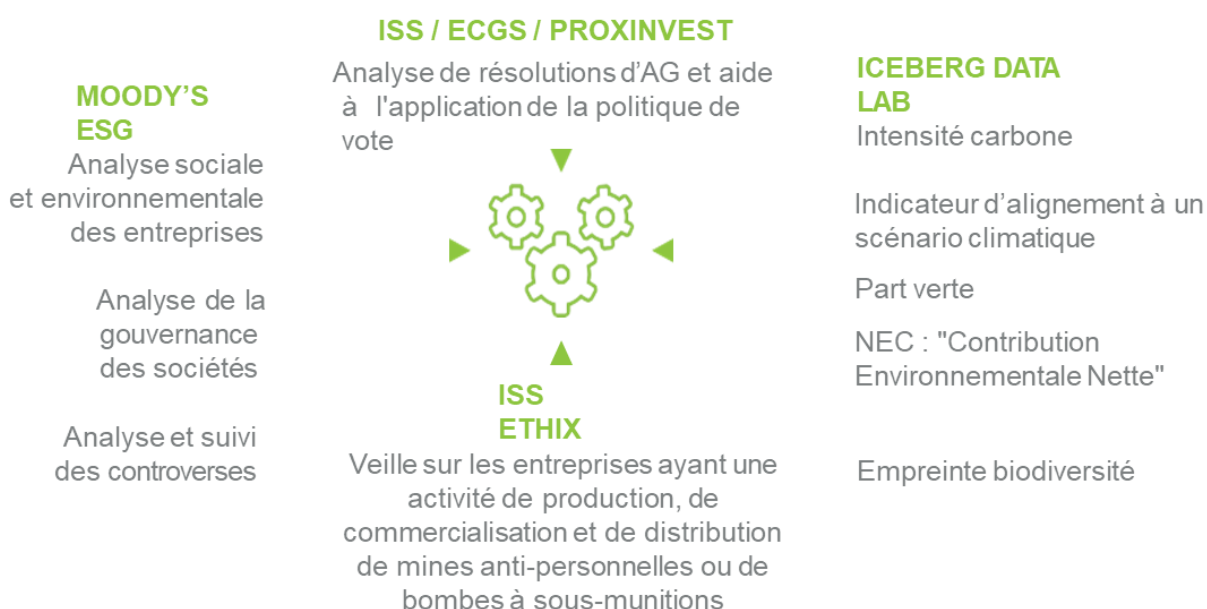 ISS / ECGS / PROXINVEST
Analyse de résolutions d'AG et aide
à l'application de la politique de
vote
MOODY'S
ESG
Analyse sociale
et environnementale
des entreprises
Analyse de la
gouvernance
des sociétés
Analyse et suivi
des controverses
ICEBERG DATA
LAB
Intensité carbone
Indicateur d'alignement à un
scénario climatique
Part verte
NEC : "Contribution
Environnementale Nette"
Empreinte biodiversité
ISS
ETHIX
Veille sur les entreprises ayant une
activité de production, de
commercialisation et de distribution
de mines anti-personnelles ou de
bombes à sous-munitions